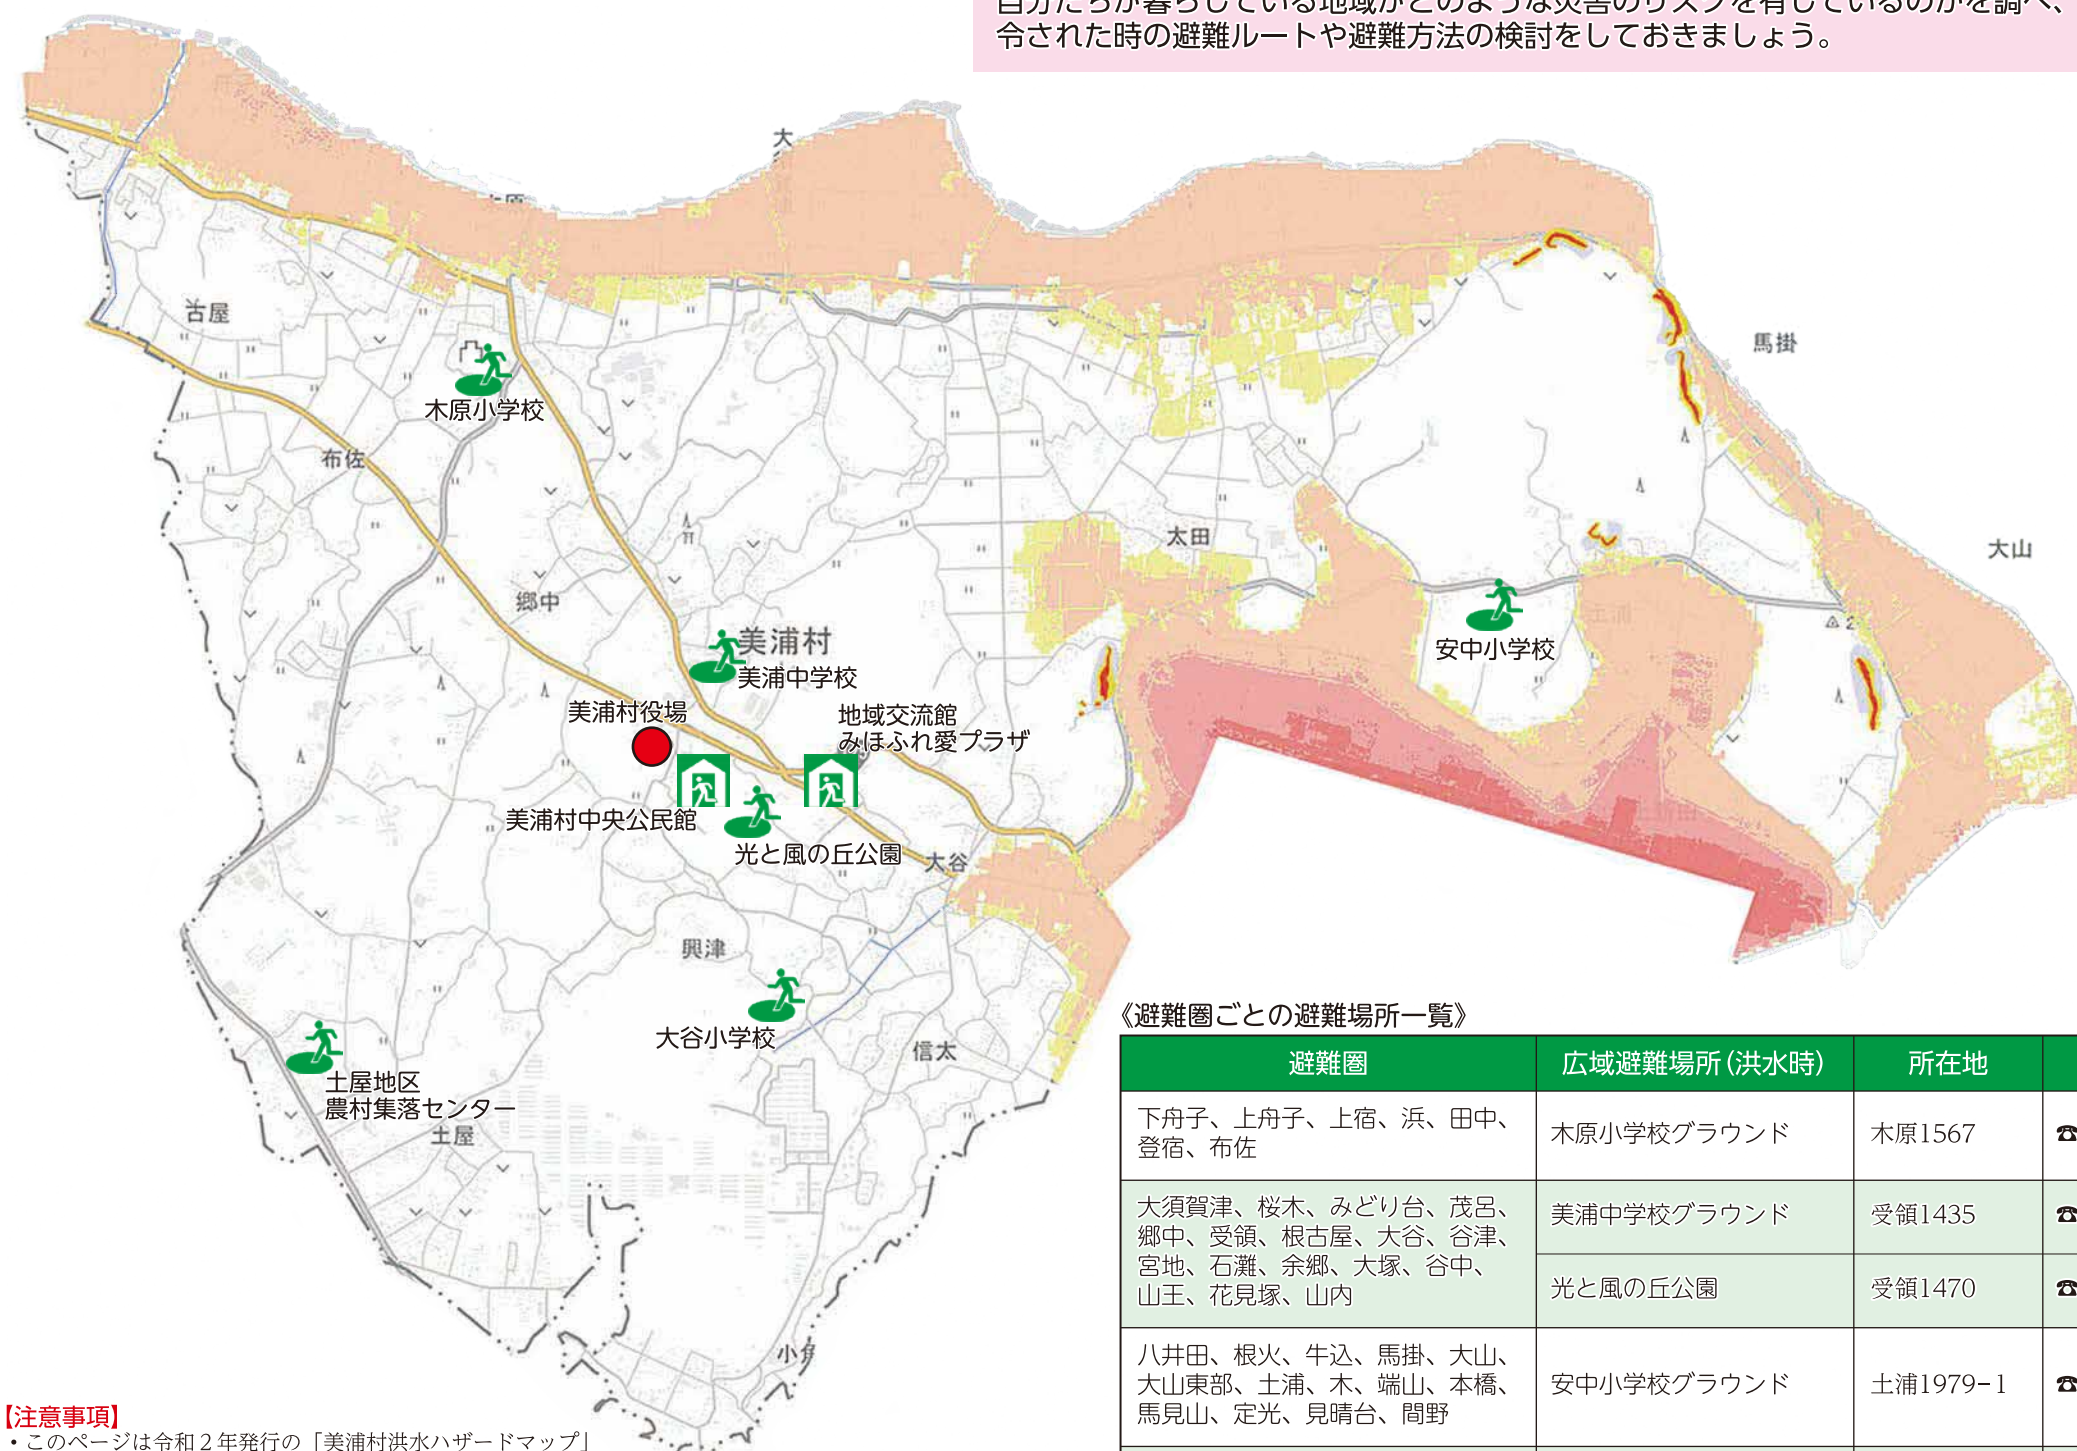 令された時の避難ルートや避難方法の検討をしておきましょう。
大
古屋
馬掛
木原小学校
布佐
太田
大山
郷中
美浦村
美浦中学校
安中小学校
美浦村役場
地域交流館
みほふれ愛プラザ
美浦村中央公民館
光と風の丘公園
大谷
興津
大谷小学校
信太
土屋地区
農村集落センター
土屋
《避難圏ごとの避難場所一覧》
避難圏
広域避難場所(洪水時)
所在地
下舟子、上舟子、上宿、浜、田中、
登宿、布佐
木原小学校グラウンド
木原1567
☎
大須賀津、桜木、みどり台、茂呂、
郷中、受領、根古屋、大谷、谷津、
宮地、石灘、余郷、大塚、谷中、
山王、花見塚、山内
美浦中学校グラウンド
受領1435
☎
光と風の丘公園
受領1470
☎
八井田、根火、牛込、馬掛、大山、
大山東部、土浦、木、端山、本橋、
馬見山、定光、見晴台、間野
安中小学校グラウンド
土浦1979-1
☎
【注意事項】
・このページは令和2年発行の「美浦村洪水ハザードマップ」